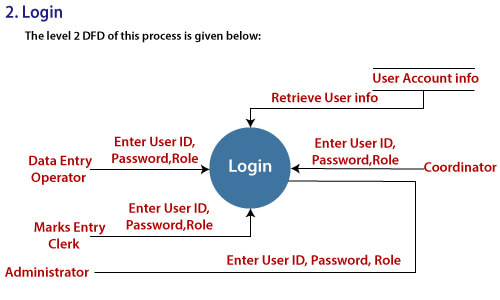 2. Login
The level 2 DFD of this process is given below:
User Account info
Retrieve User info
Enter User ID,
Password,Role
Data Entry
Operator
Login
Enter User ID,
Password,Role
Coordinator
Enter User ID,
Password,Role
Marks Entry
Clerk
Enter User ID, Password, Role
Administrator